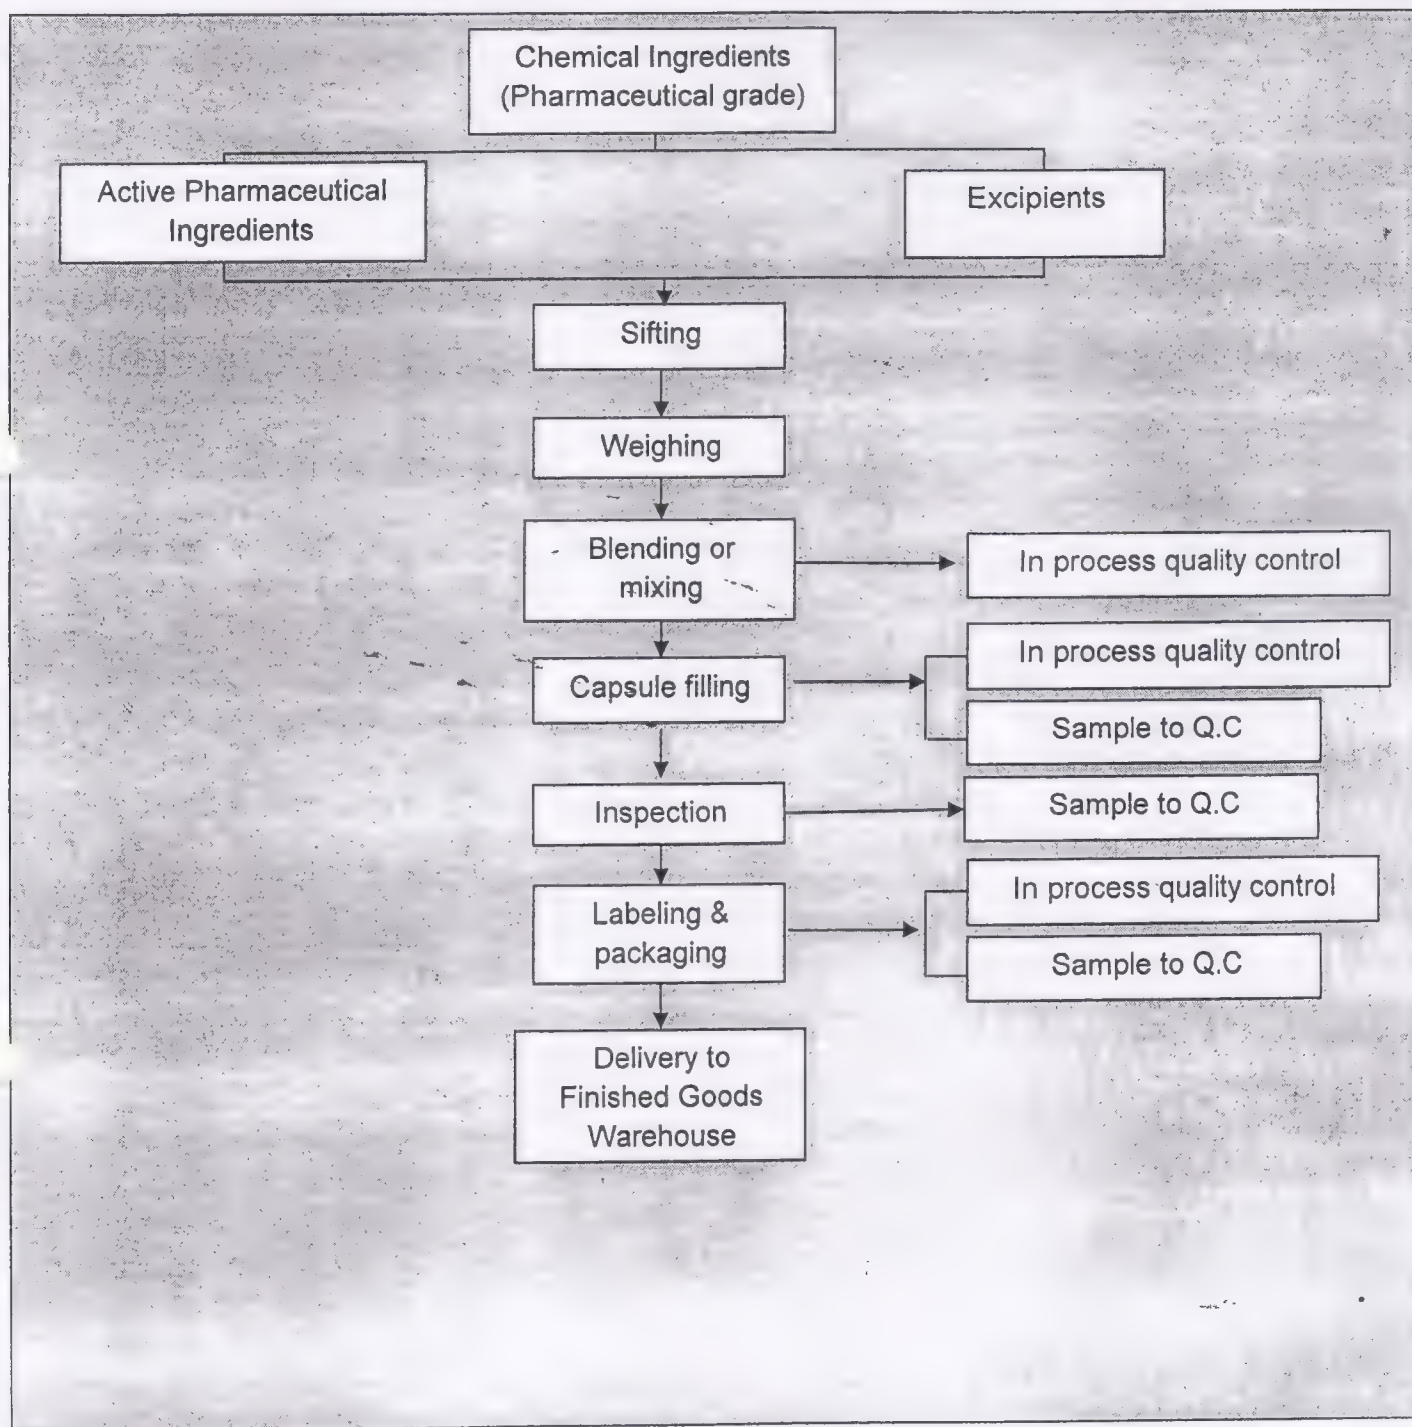 Chemical Ingredients
(Pharmaceutical grade)
Active Pharmaceutical
Ingredients
Excipients
Sifting
Weighing
Blending or
mixing
In process quality control
Capsule filling
In process quality control
Sample to Q.C
Inspection
Sample to Q.C
Labeling &
packaging
In process quality control
Sample to Q.C
Delivery to
Finished Goods
Warehouse